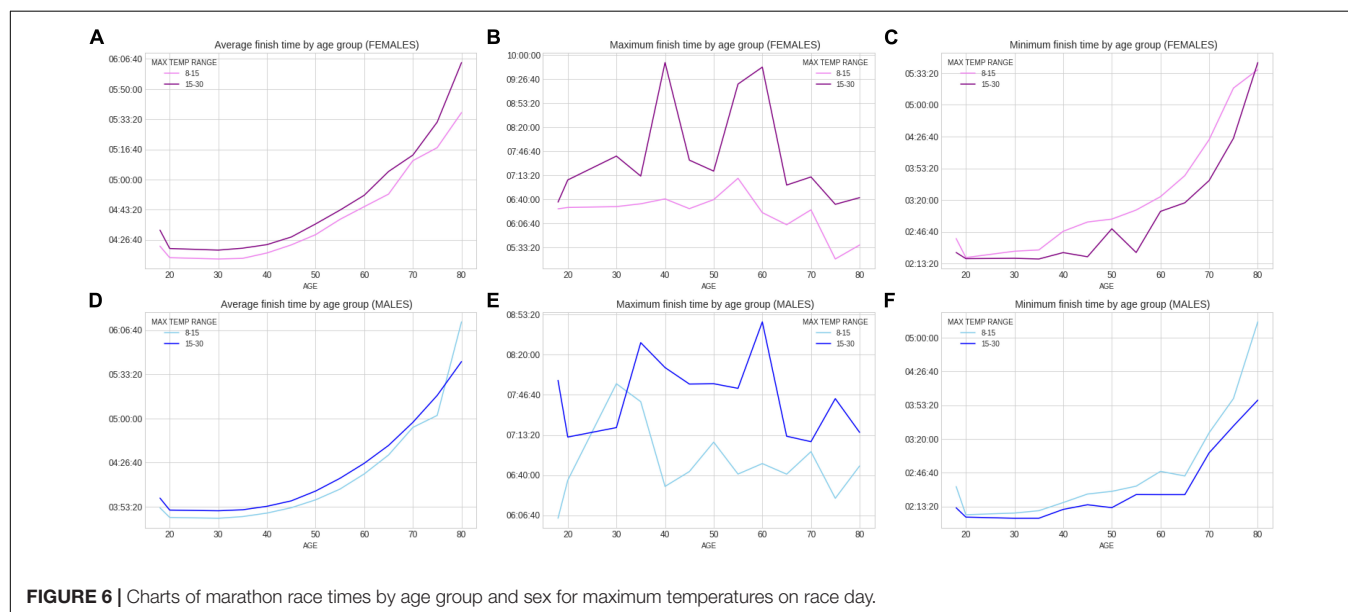 A
Average finish time by age group (FEMALES)
MAX TEMP RANGE
8-15
15-30
06:06:40
05:50:00
05:33:20
05:16:40
05:00:00
04:43:20
04:26:40
20 30 40 50 60 70 80
AGE
B
Maximum finish time by age group (FEMALES)
MAX TEMP RANGE
8-15
15-30
10:00:00
09:26:40
08:53:20
08:20:00
07:46:40
07:13:20
06:40:00
06:06:40
05:33:20
20 30 40 50 60 70 80
AGE
C
Minimum finish time by age group (FEMALES)
MAX TEMP RANGE
8-15
15-30
05:33:20
05:00:00
04:26:40
03:53:20
03:20:00
02:46:40
02:13:20
20 30 40 50 60 70 80
AGE
D
Average finish time by age group (MALES)
MAX TEMP RANGE
8-15
15-30
06:06:40
05:33:20
05:00:00
04:26:40
03:53:20
20 30 40 50 60 70 80
AGE
E
Maximum finish time by age group (MALES)
MAX TEMP RANGE
8-15
15-30
08:53:20
08:20:00
07:46:40
07:13:20
06:40:00
06:06:40
20 30 40 50 60 70 80
AGE
F
Minimum finish time by age group (MALES)
MAX TEMP RANGE
8-15
15-30
05:00:00
04:26:40
03:53:20
03:20:00
02:46:40
02:13:20
20 30 40 50 60 70 80
AGE
FIGURE 6 | Charts of marathon race times by age group and sex for maximum temperatures on race day.